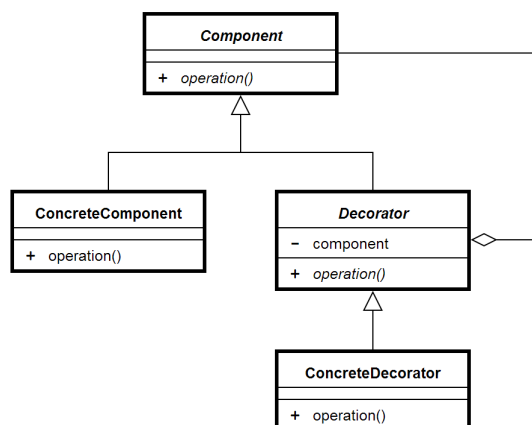 Component
+ operation()
ConcreteComponent
+ operation()
Decorator
- component
+ operation()
ConcreteDecorator
+ operation()